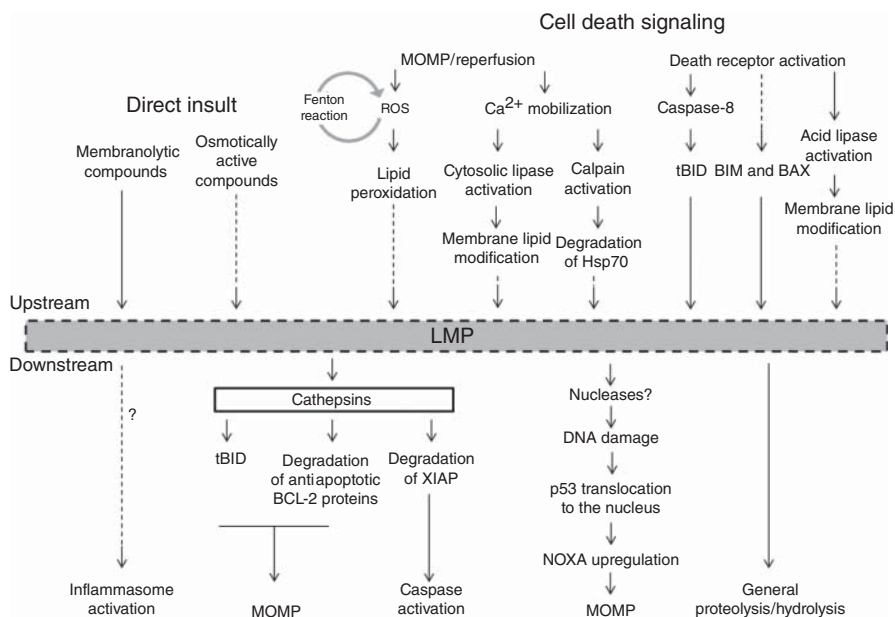 Cell death signaling
MOMP/reperfusion
Death receptor activation
Direct insult
Fenton
reaction
ROS
Ca2+ mobilization
Caspase-8
Membranolytic
compounds
Osmotically
active
compounds
Lipid
peroxidation
Cytosolic lipase
activation
Calpain
activation
tBID
BIM and BAX
Acid lipase
activation
Membrane lipid
modification
Degradation
of Hsp70
Membrane lipid
modification
Upstream
LMP
Downstream
?
Cathepsins
Nucleases?
tBID
Degradation
of antiapoptotic
BCL-2 proteins
Degradation
of XIAP
DNA damage
p53 translocation
to the nucleus
NOXA upregulation
Inflammasome
activation
MOMP
Caspase
activation
MOMP
General
proteolysis/hydrolysis